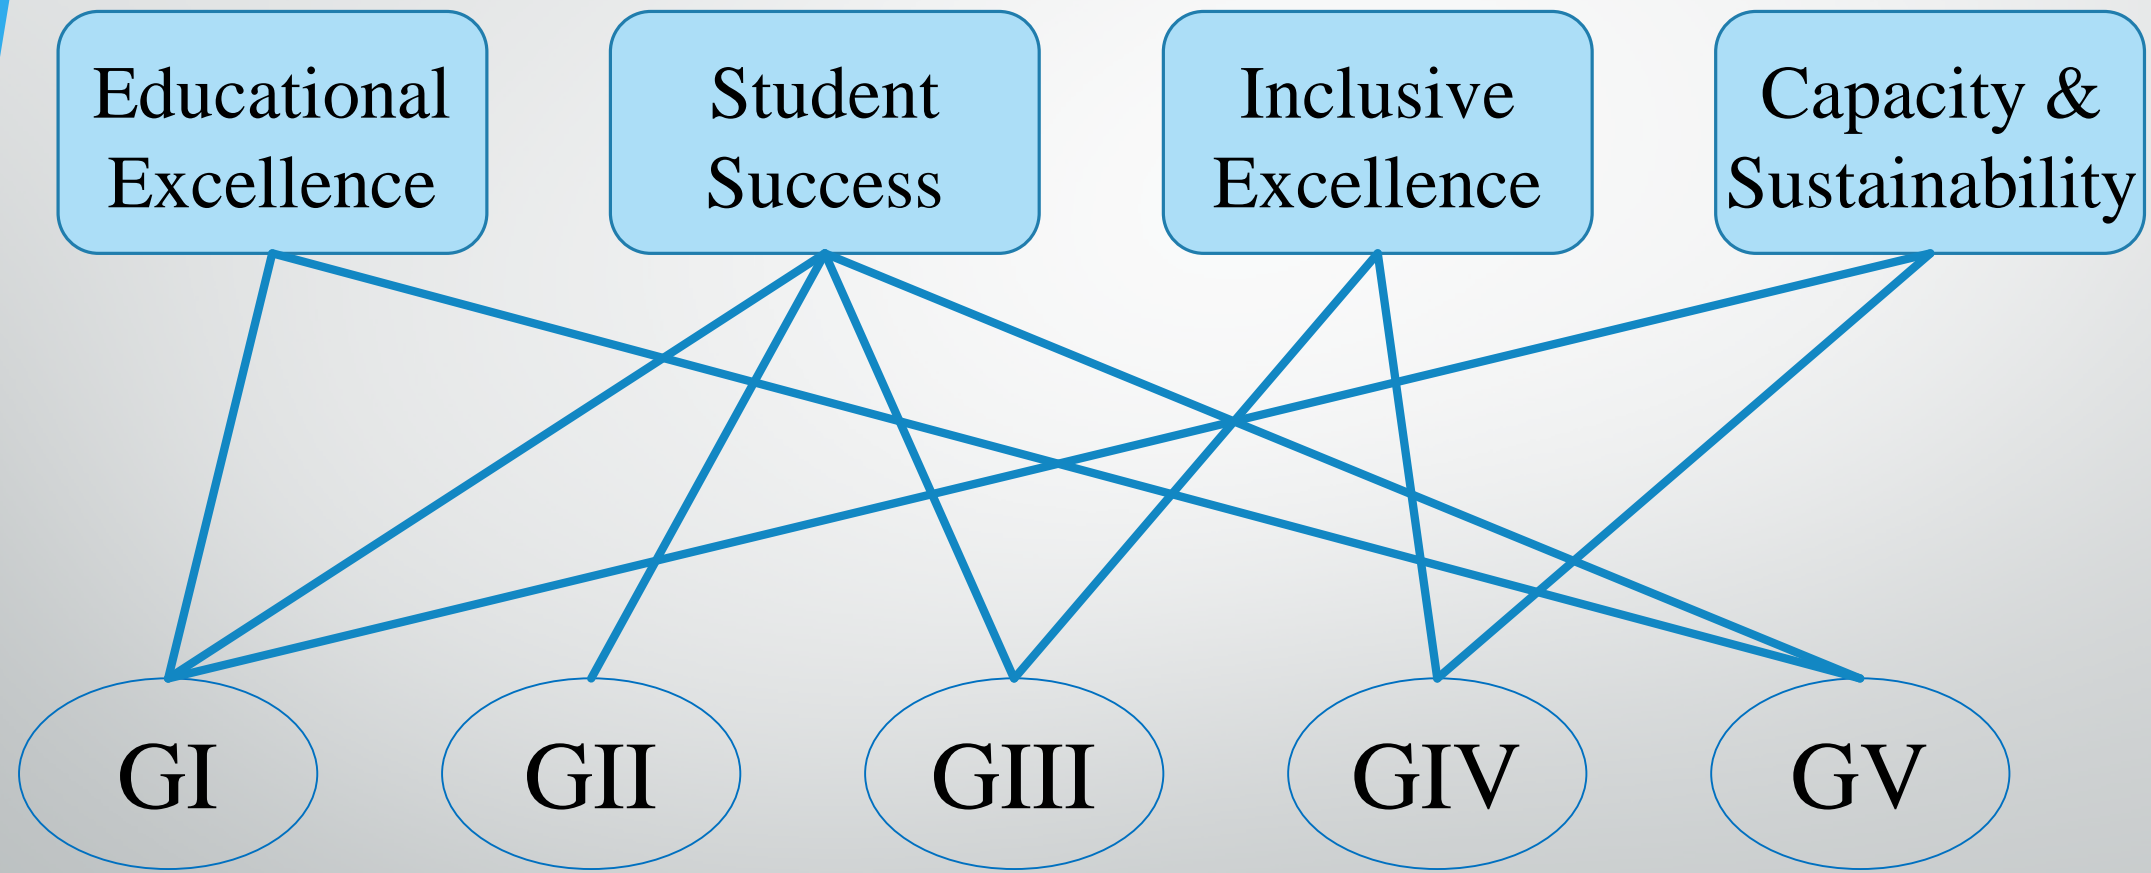 Educational
Excellence
Student
Success
Inclusive
Excellence
Capacity &
Sustainability
GI
GII
GIII
GIV
GV